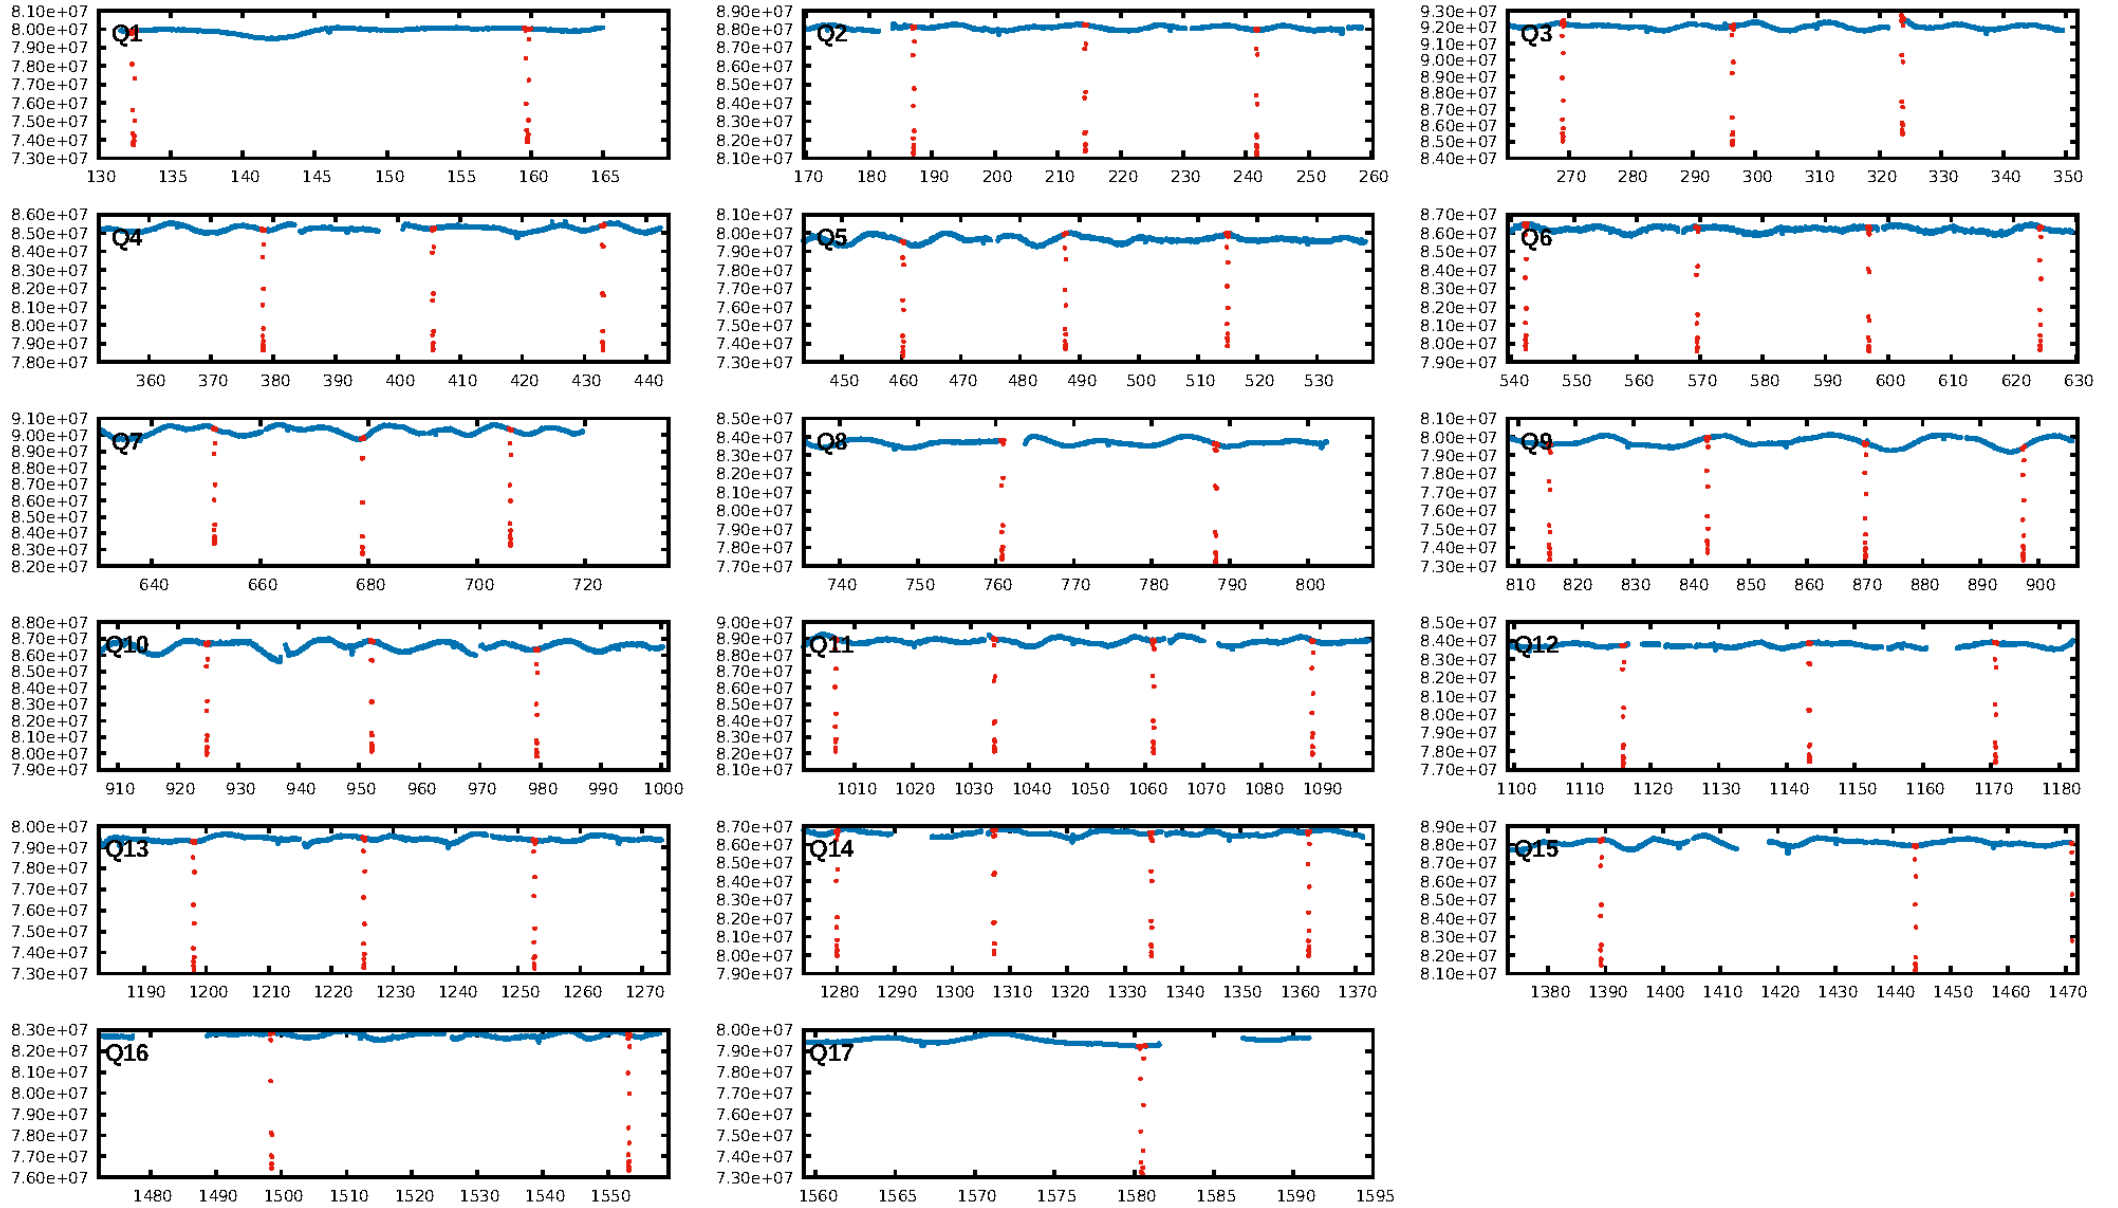 8.10e+07
8.00e+07
7.90e+07
7.80e+07
7.70e+07
7.60e+07
7.50e+07
7.40e+07
7.30e+07
Q1
130 135 140 145 150 155 160 165
8.90e+07
8.80e+07
8.70e+07
8.60e+07
8.50e+07
8.40e+07
8.30e+07
8.20e+07
8.10e+07
Q2
170 180 190 200 210 220 230 240 250 260
9.30e+07
9.20e+07
9.10e+07
9.00e+07
8.90e+07
8.80e+07
8.70e+07
8.60e+07
8.50e+07
8.40e+07
Q3
270 280 290 300 310 320 330 340 350
8.60e+07
8.50e+07
8.40e+07
8.30e+07
8.20e+07
8.10e+07
8.00e+07
7.90e+07
7.80e+07
Q4
360 370 380 390 400 410 420 430 440
8.10e+07
8.00e+07
7.90e+07
7.80e+07
7.70e+07
7.60e+07
7.50e+07
7.40e+07
7.30e+07
Q5
450 460 470 480 490 500 510 520 530
8.70e+07
8.60e+07
8.50e+07
8.40e+07
8.30e+07
8.20e+07
8.10e+07
8.00e+07
7.90e+07
Q6
540 550 560 570 580 590 600 610 620 630
9.10e+07
9.00e+07
8.90e+07
8.80e+07
8.70e+07
8.60e+07
8.50e+07
8.40e+07
8.30e+07
8.20e+07
Q7
640 660 680 700 720
8.50e+07
8.40e+07
8.30e+07
8.20e+07
8.10e+07
8.00e+07
7.90e+07
7.80e+07
7.70e+07
Q8
740 750 760 770 780 790 800
8.10e+07
8.00e+07
7.90e+07
7.80e+07
7.70e+07
7.60e+07
7.50e+07
7.40e+07
7.30e+07
Q9
810 820 830 840 850 860 870 880 890 900
8.80e+07
8.70e+07
8.60e+07
8.50e+07
8.40e+07
8.30e+07
8.20e+07
8.10e+07
8.00e+07
7.90e+07
Q10
910 920 930 940 950 960 970 980 990 1000
9.00e+07
8.90e+07
8.80e+07
8.70e+07
8.60e+07
8.50e+07
8.40e+07
8.30e+07
8.20e+07
8.10e+07
Q11
1010 1020 1030 1040 1050 1060 1070 1080 1090
8.50e+07
8.40e+07
8.30e+07
8.20e+07
8.10e+07
8.00e+07
7.90e+07
7.80e+07
7.70e+07
Q12
1100 1110 1120 1130 1140 1150 1160 1170 1180
8.00e+07
7.90e+07
7.80e+07
7.70e+07
7.60e+07
7.50e+07
7.40e+07
7.30e+07
Q13
1190 1200 1210 1220 1230 1240 1250 1260 1270
8.70e+07
8.60e+07
8.50e+07
8.40e+07
8.30e+07
8.20e+07
8.10e+07
8.00e+07
7.90e+07
Q14
1280 1290 1300 1310 1320 1330 1340 1350 1360 1370
8.90e+07
8.80e+07
8.70e+07
8.60e+07
8.50e+07
8.40e+07
8.30e+07
8.20e+07
8.10e+07
Q15
1380 1390 1400 1410 1420 1430 1440 1450 1460 1470
8.30e+07
8.20e+07
8.10e+07
8.00e+07
7.90e+07
7.80e+07
7.70e+07
7.60e+07
Q16
1480 1490 1500 1510 1520 1530 1540 1550
8.00e+07
7.90e+07
7.80e+07
7.70e+07
7.60e+07
7.50e+07
7.40e+07
7.30e+07
Q17
1560 1565 1570 1575 1580 1585 1590 1595